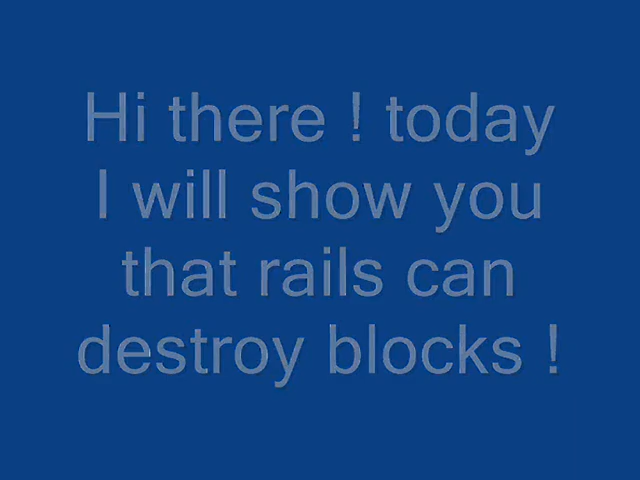 Hi there ! today
I will show you
that rails can
destroy blocks !